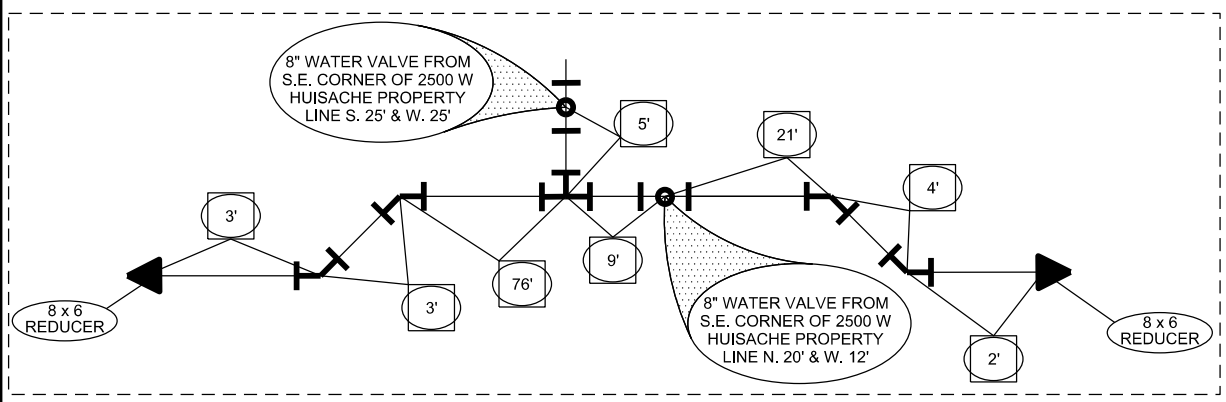 8" WATER VALVE FROM
S.E. CORNER OF 2500 W
HUISACHE PROPERTY
LINE S. 25' & W. 25'
5'
21'
4'
3'
3'
76'
9'
8 x 6
REDUCER
8" WATER VALVE FROM
S.E. CORNER OF 2500 W
HUISACHE PROPERTY
LINE N. 20' & W. 12'
2'
8 x 6
REDUCER